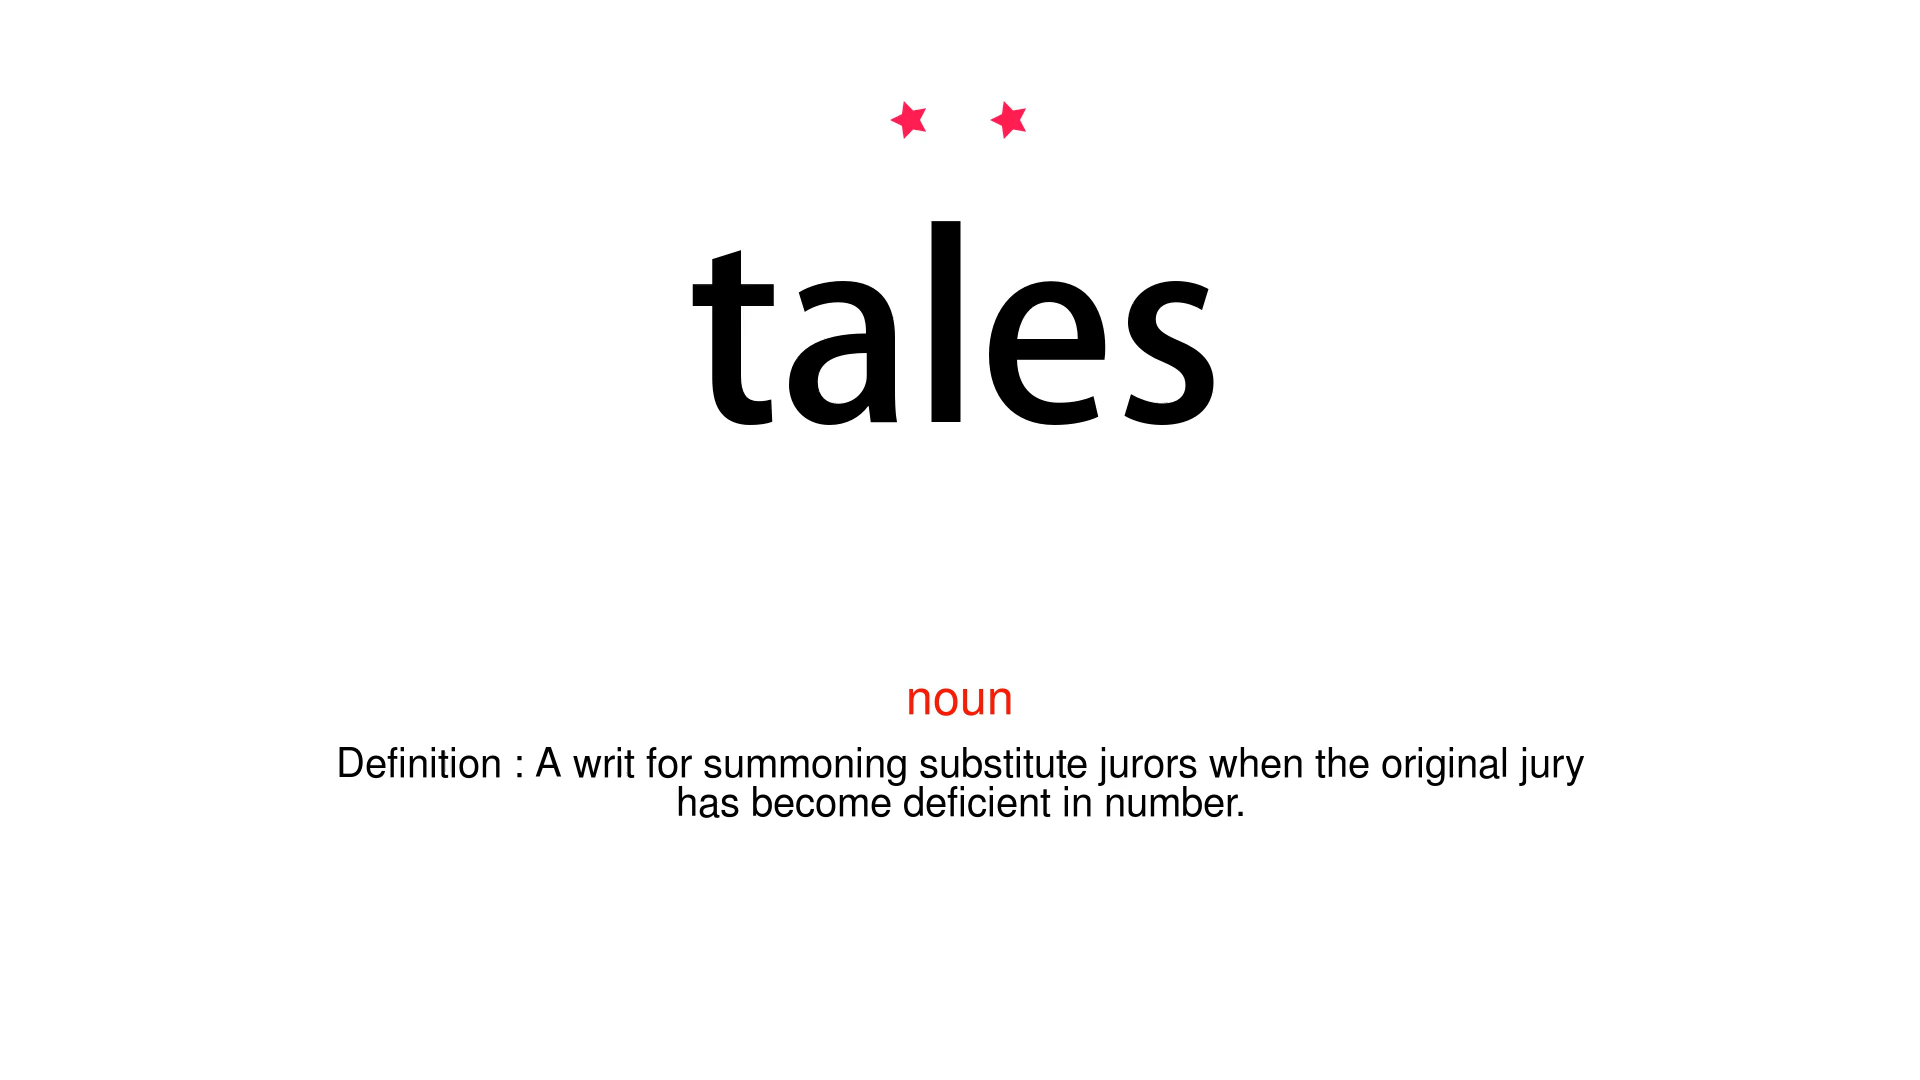 tales
noun
Definition : A writ for summoning substitute jurors when the original jury
has become deficient in number.